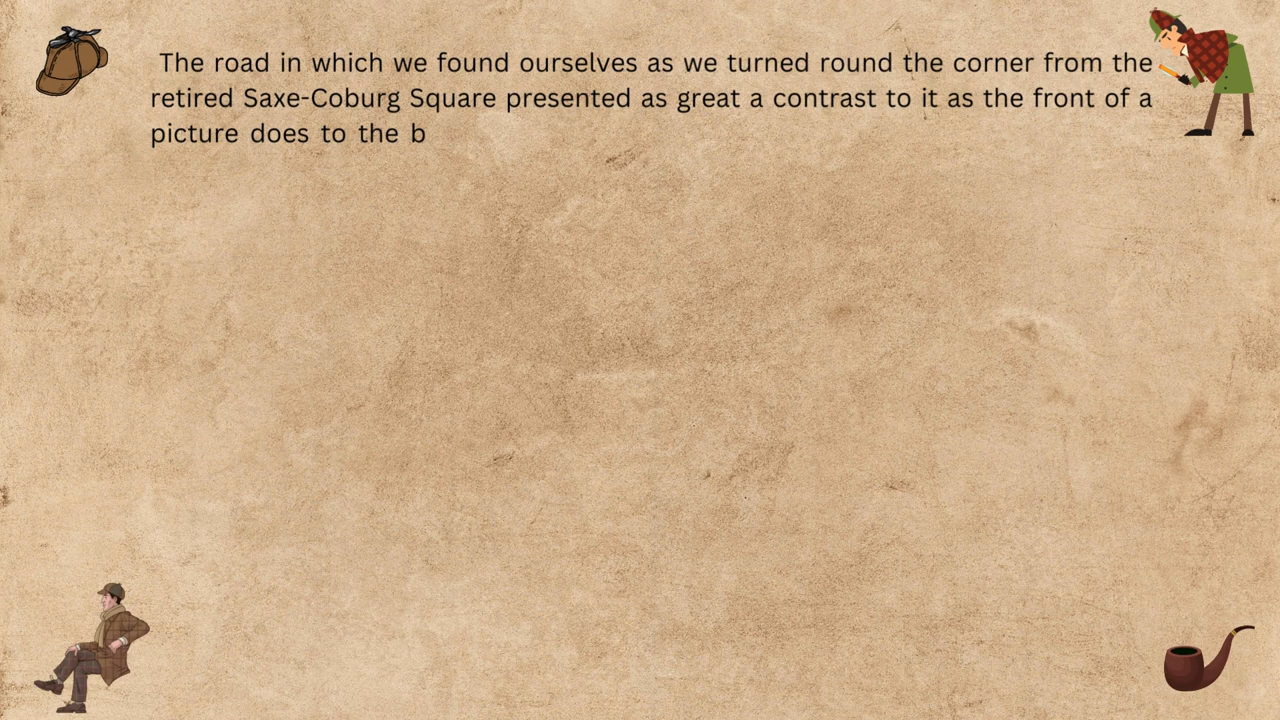 The road in which we found ourselves as we turned round the corner from the
retired Saxe-Coburg Square presented as great a contrast to it as the front of a
picture does to the b